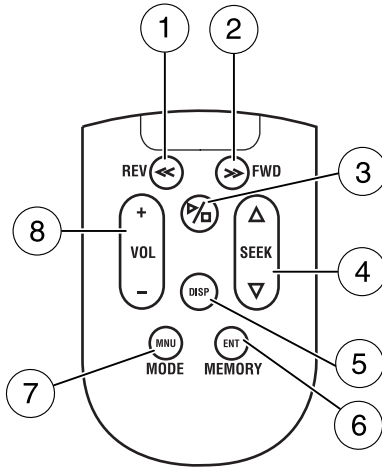 1 2
REV FWD
3
+
8 VOL SEEK
4
−
DISP
5
MNU ENT
7 MODE MEMORY
6